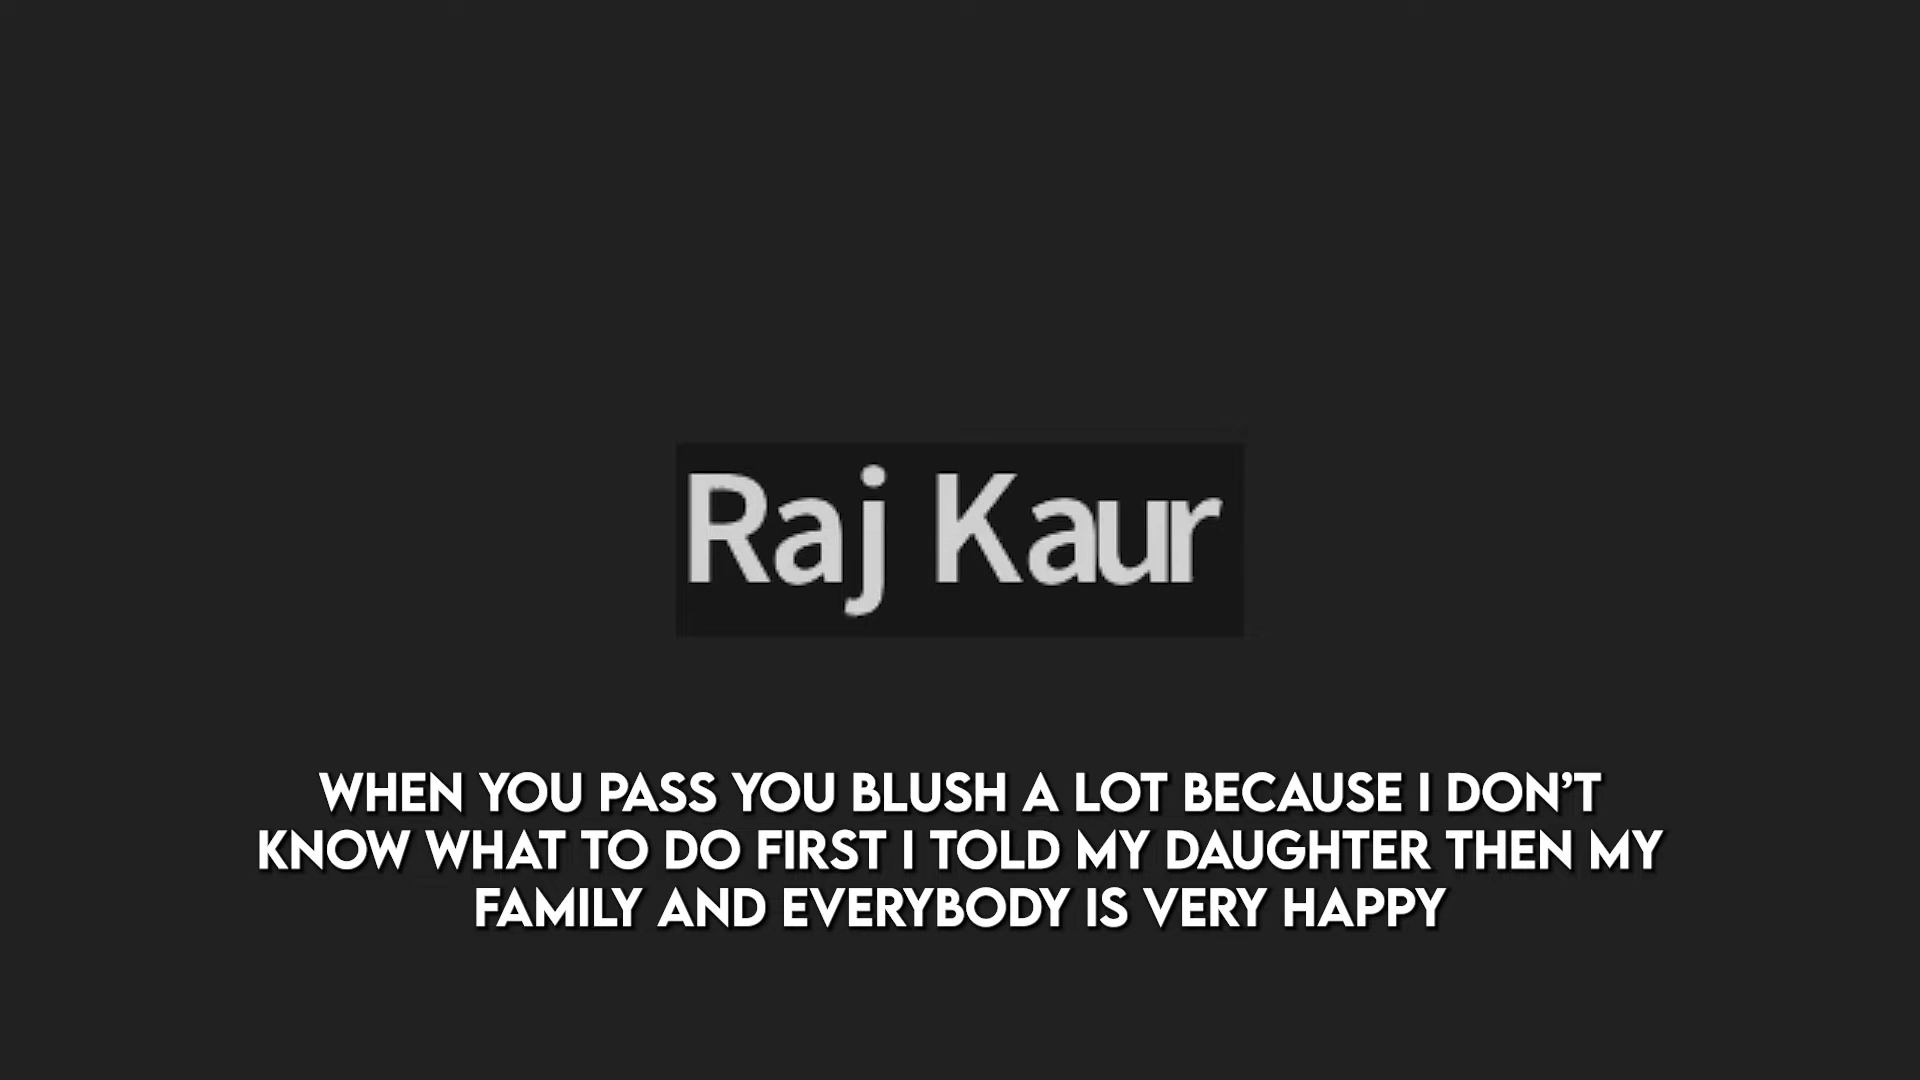 Raj Kaur
WHEN YOU PASS YOU BLUSH A LOT BECAUSE I DON’T
KNOW WHAT TO DO FIRST I TOLD MY DAUGHTER THEN MY
FAMILY AND EVERYBODY IS VERY HAPPY